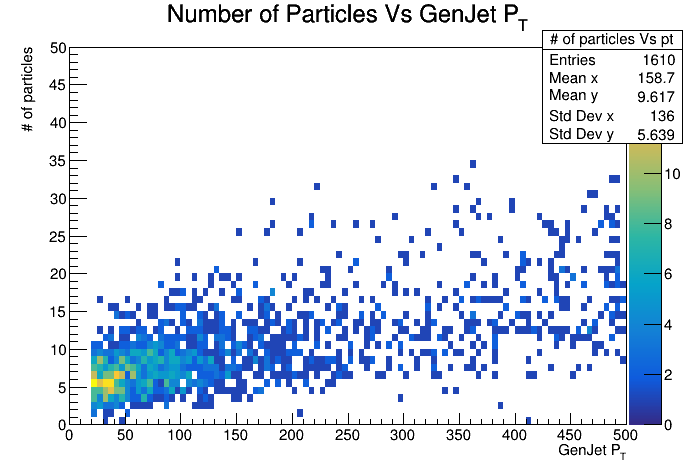 Number of Particles Vs GenJet P_T
# of particles Vs pt
Entries 1610
Mean x 158.7
Mean y 9.617
Std Dev x 136
Std Dev y 5.639
# of particles
50
45
40
35
30
25
20
15
10
5
0
10
8
6
4
2
0
0 50 100 150 200 250 300 350 400 450 500
GenJet P_T